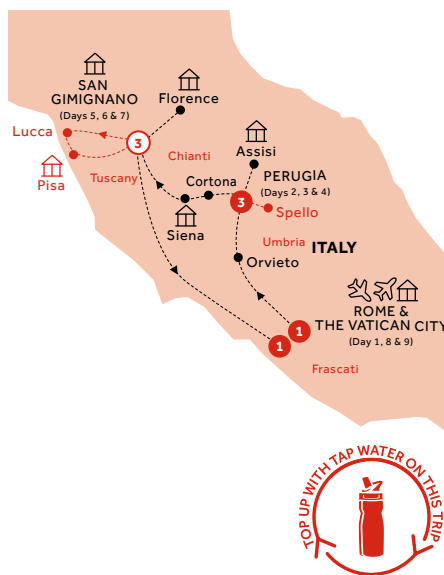 SAN
GIMIGNANO
(Days 5, 6 & 7)
Florence
Lucca
3
Chianti
Assisi
Pisa
Tuscany
Cortona
PERUGIA
(Days 2, 3 & 4)
3
Spello
Siena
Umbria
ITALY
Orvieto
ROME &
THE VATICAN CITY
(Day 1, 8 & 9)
1
1
Frascati
TOP UP WITH TAP WATER ON THIS TRIP